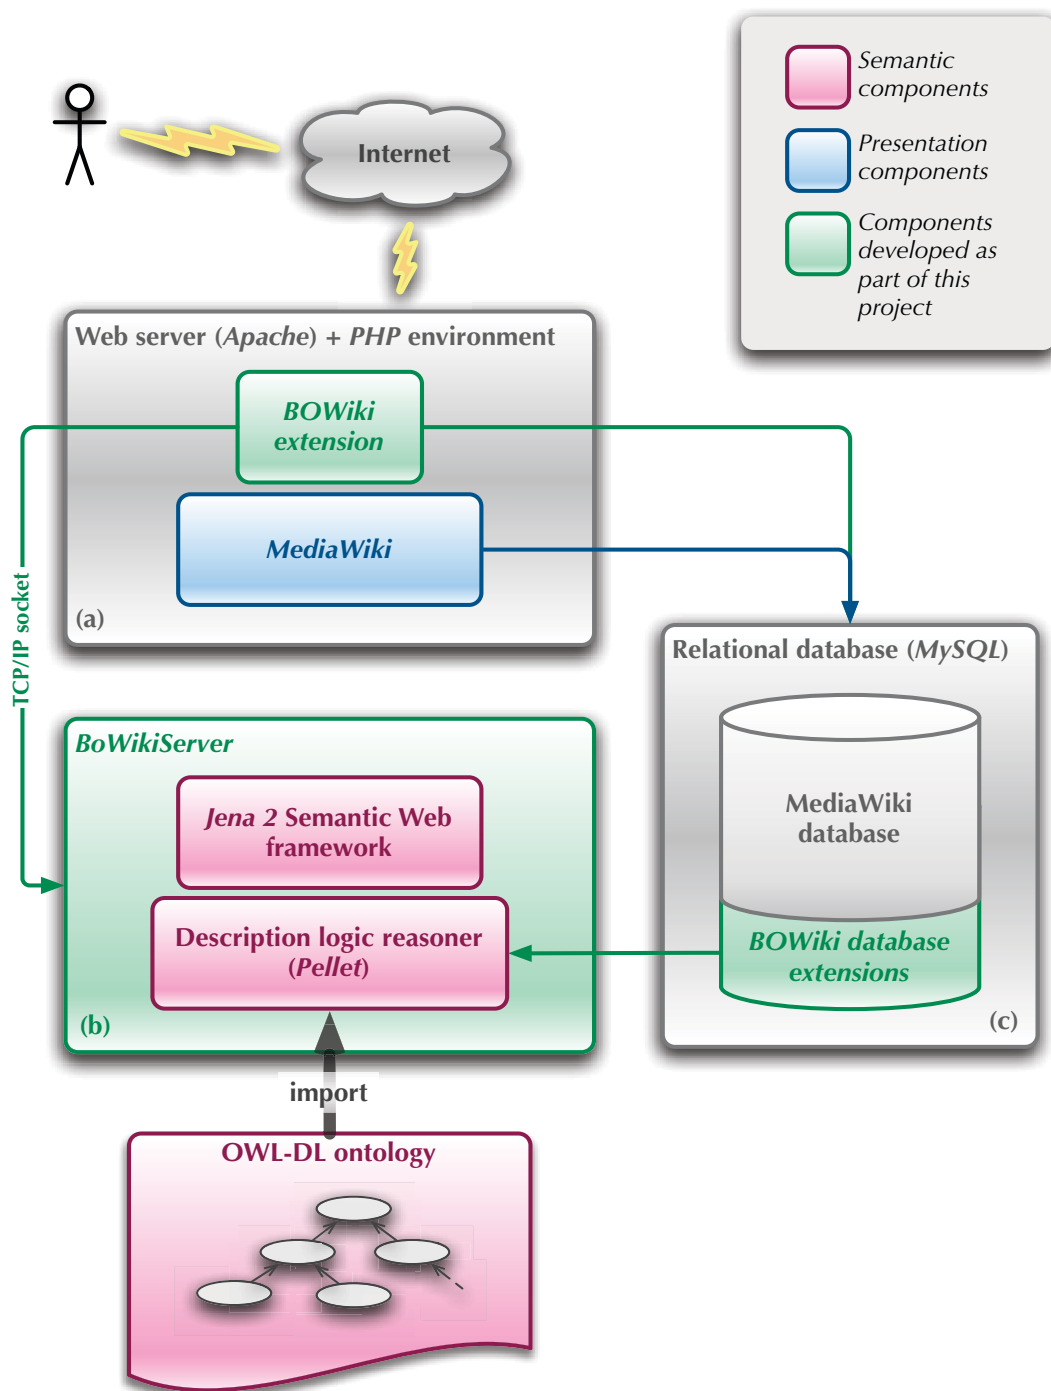 Semantic
components
Presentation
components
Components
developed as
part of this
project
Internet
Web server (Apache) + PHP environment
BOWiki
extension
MediaWiki
(a)
TCP/IP socket
Relational database (MySQL)
MediaWiki
database
BOWiki database
extensions
(c)
BoWikiServer
Jena 2 Semantic Web
framework
Description logic reasoner
(Pellet)
(b)
import
OWL-DL ontology